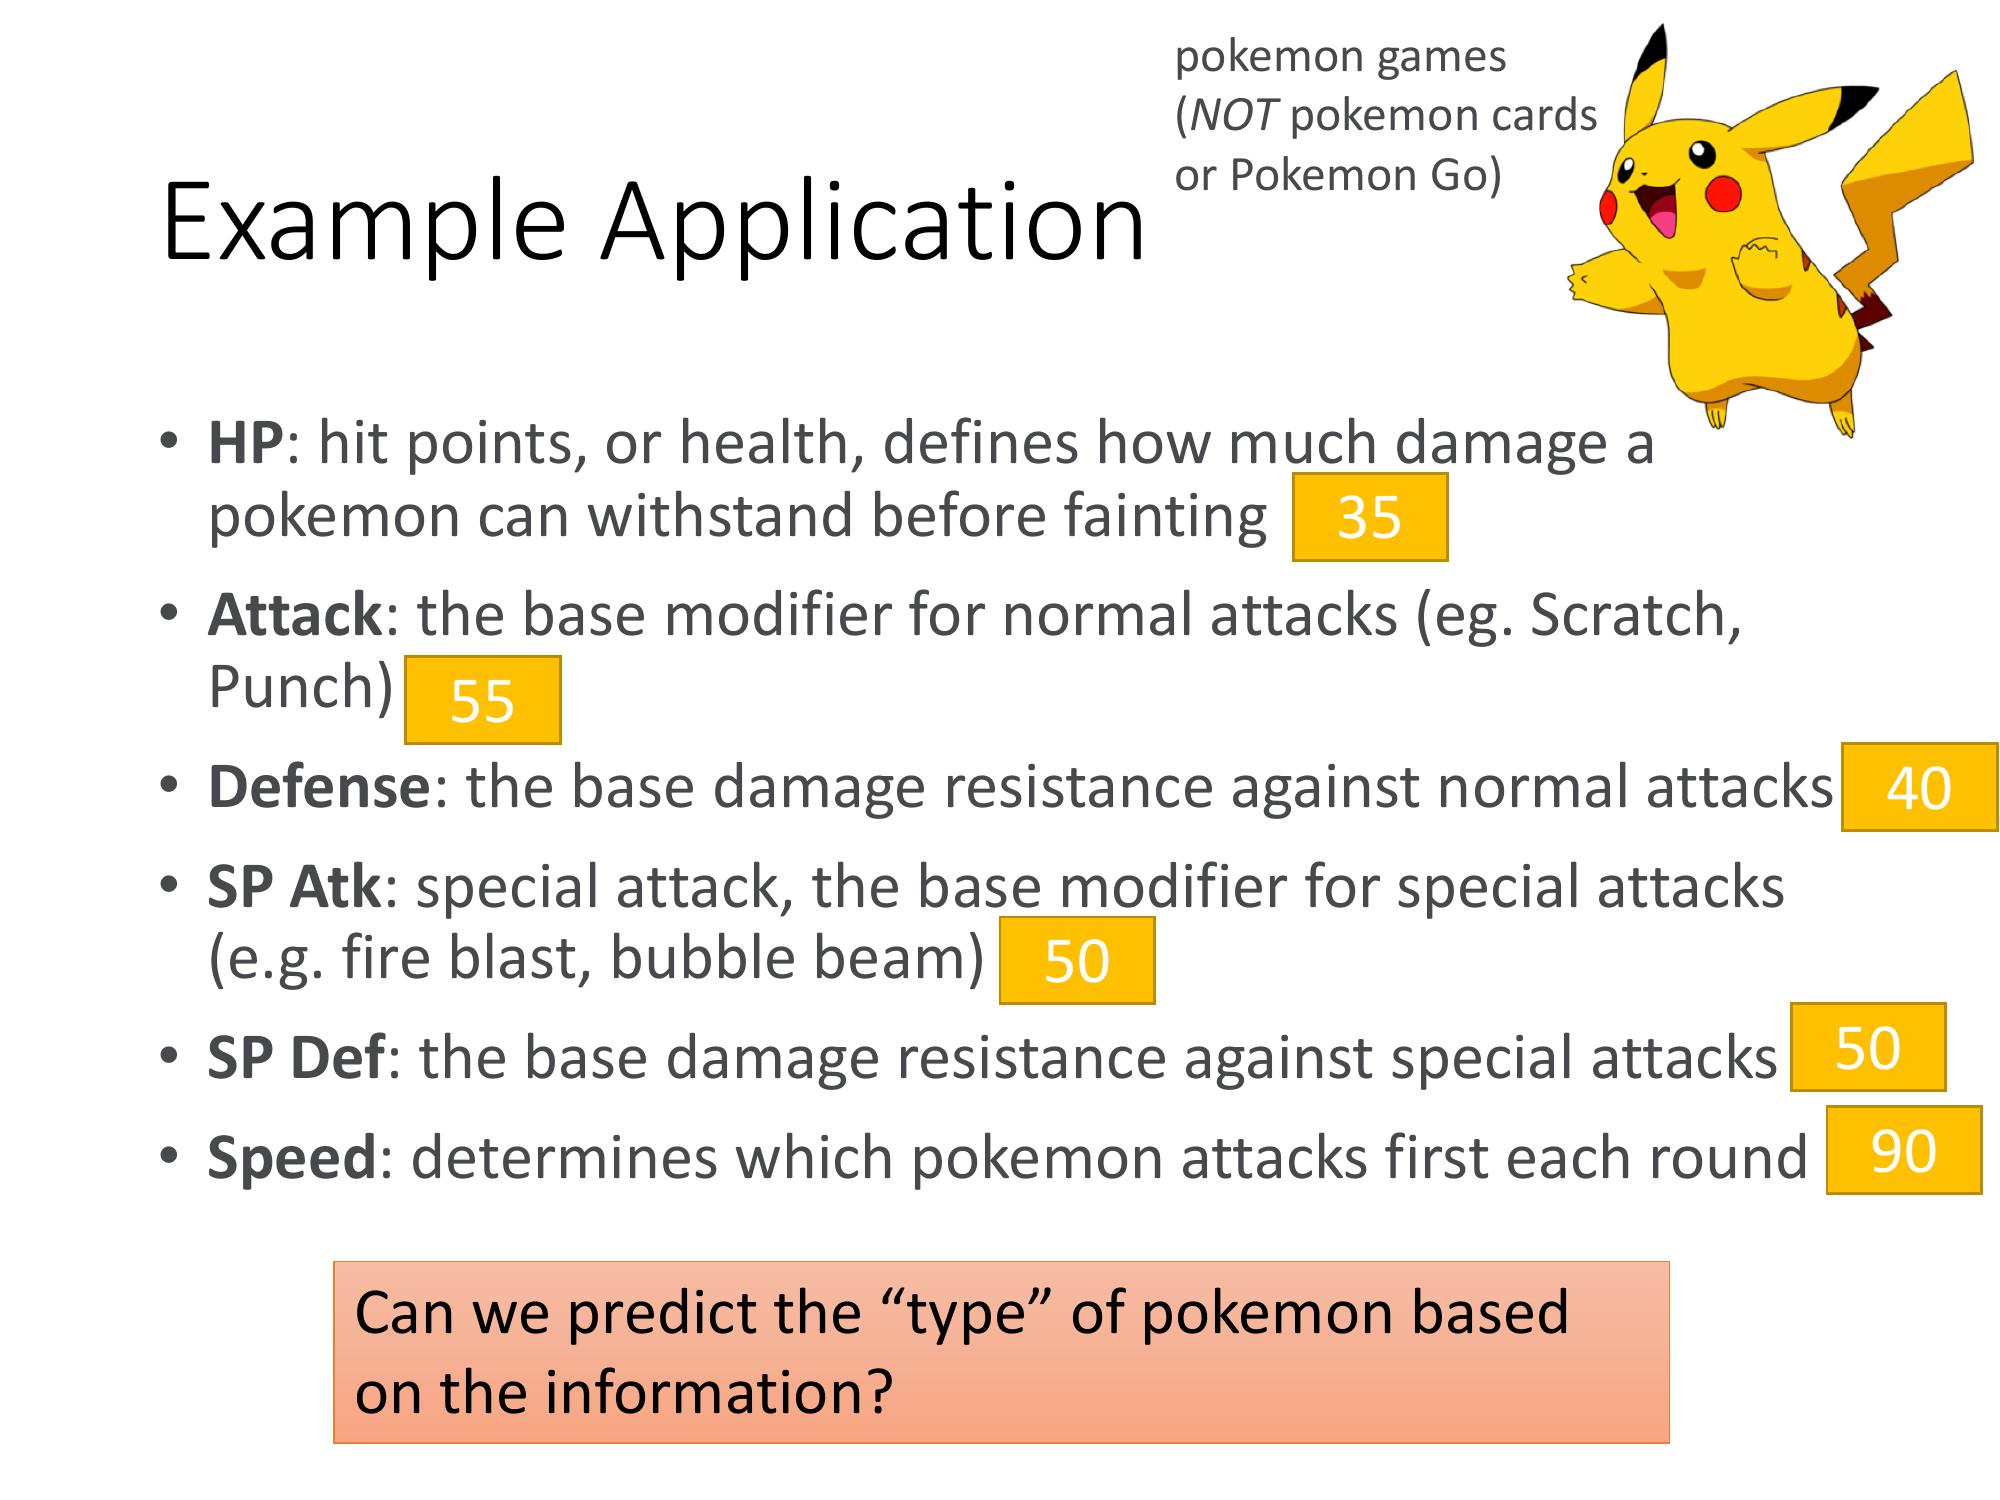 pokemon games
(NOT pokemon cards
or Pokemon Go)
Example Application
• HP: hit points, or health, defines how much damage a
pokemon can withstand before fainting 35
• Attack: the base modifier for normal attacks (eg. Scratch,
Punch) 55
• Defense: the base damage resistance against normal attacks 40
• SP Atk: special attack, the base modifier for special attacks
(e.g. fire blast, bubble beam) 50
• SP Def: the base damage resistance against special attacks 50
• Speed: determines which pokemon attacks first each round 90
Can we predict the “type” of pokemon based
on the information?